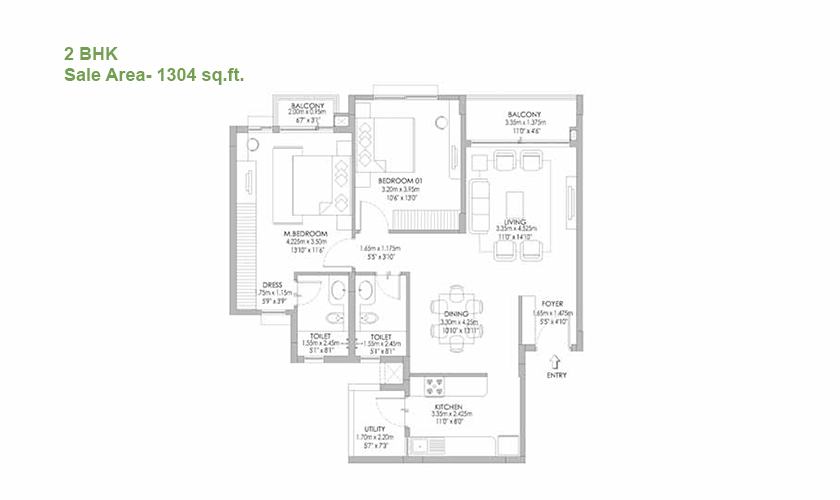 2 BHK
Sale Area- 1304 sq.ft.
BALCONY
2.00m x 0.95m
6'7" x 3'1"
BEDROOM 01
3.20m x 3.95m
10'6" x 13'0"
BALCONY
3.35m x 1.375m
11'0" x 4'6"
M.BEDROOM
4.225m x 3.50m
13'10" x 11'6"
1.65m x 1.175m
5'5" x 3'10"
LIVING
3.35m x 4.525m
11'0" x 14'10"
DRESS
1.75m x 1.15m
5'9" x 3'9"
TOILET
1.55m x 2.45m
5'1" x 8'1"
TOILET
1.55m x 2.45m
5'1" x 8'1"
DINING
3.30m x 4.25m
10'10" x 13'11"
FOYER
1.65m x 1.475m
5'5" x 4'10"
ENTRY
KITCHEN
3.35m x 2.425m
11'0" x 8'0"
UTILITY
1.70m x 2.20m
5'7" x 7'3"